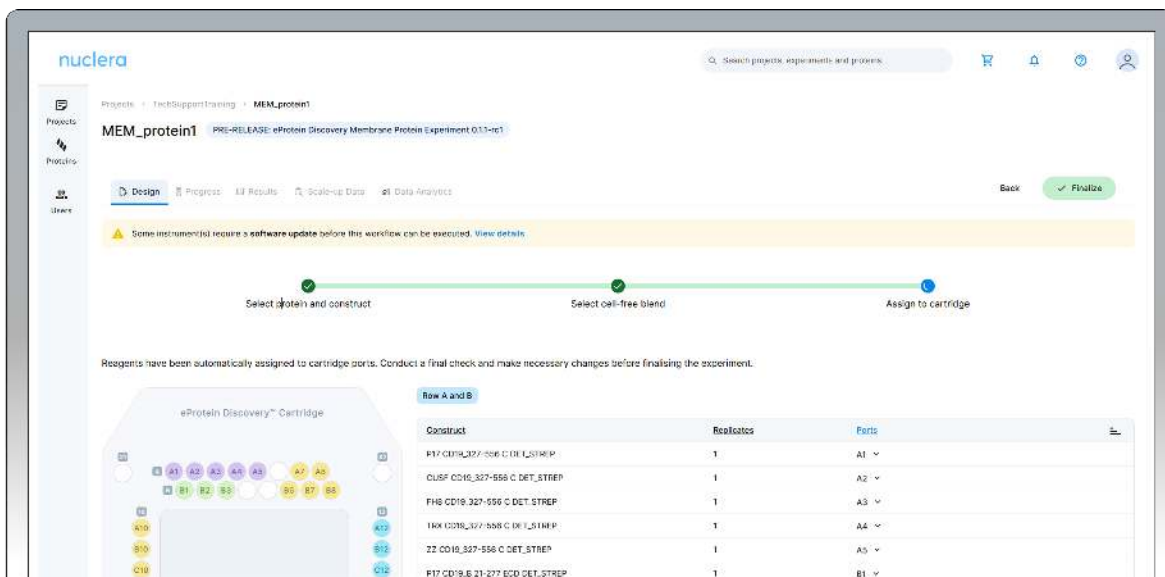 nuclera
Search projects, experiments and proteins
Projects
Proteins
Users
Projects > TechSupportTraining > MEM_protein1
MEM_protein1 PRE-RELEASE: eProtein Discovery Membrane Protein Experiment 0.1.1-rc1
Design Progress Results Scale-up Data Data Analytics Back Finalize
Some instrument(s) require a software update before this workflow can be executed. View details
Select protein and construct Select cell-free blend Assign to cartridge
Reagents have been automatically assigned to cartridge ports. Conduct a final check and make necessary changes before finalising the experiment.
eProtein Discovery™ Cartridge
A1 A2 A3 A4 A5 A7 A8
B1 B2 B3 B6 B7 B8
A10 A12
B10 B12
C10 C12
Row A and B
Construct Replicates Ports
P17 CD19_327-556 C DET_STREP 1 A1
CUSF CD19_327-556 C DET_STREP 1 A2
FH8 CD19_327-556 C DET_STREP 1 A3
TRX CD19_327-556 C DET_STREP 1 A4
ZZ CD19_327-556 C DET_STREP 1 A5
P17 CD19_B 21-277 ECD DET_STREP 1 B1